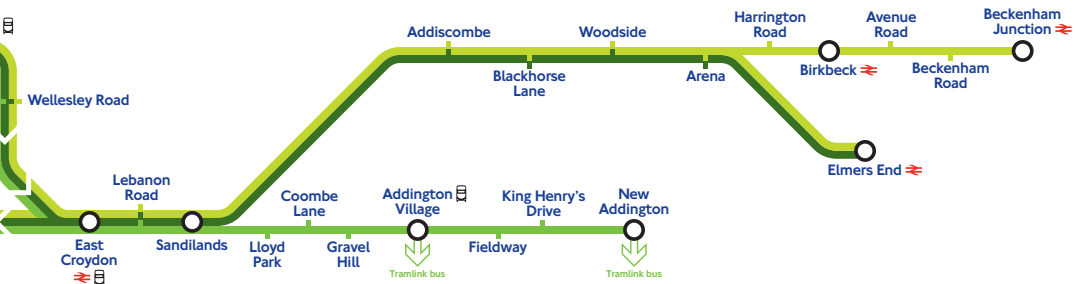 Addiscombe
Woodside
Harrington
Road
Avenue
Road
Beckenham
Junction
Blackhorse
Lane
Arena
Birkbeck
Beckenham
Road
Wellesley Road
Elmers End
Lebanon
Road
Coombe
Lane
Addington
Village
King Henry's
Drive
New
Addington
East
Croydon
Sandilands
Lloyd
Park
Gravel
Hill
Fieldway
Tramlink bus
Tramlink bus